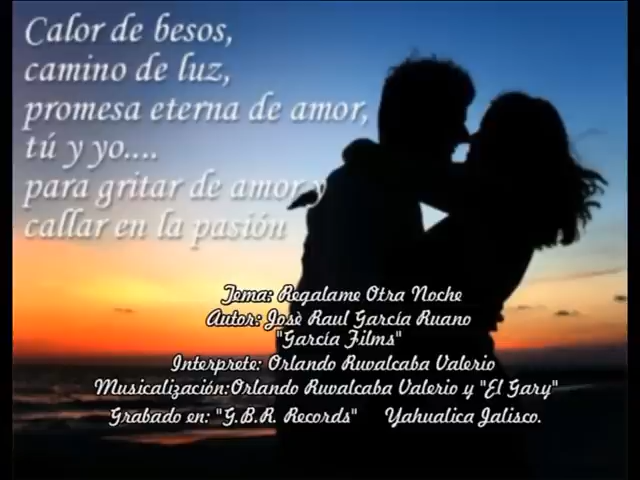 Calor de besos,
camino de luz,
promesa eterna de amor,
tú y yo....
para gritar de amor y
callar en la pasión
Tema: Regalame Otra Noche
Autor: Josè Raul García Ruano
"García Films"
Interprete: Orlando Ruvalcaba Valerio
Musicalización:Orlando Ruvalcaba Valerio y "El Gary"
Grabado en: "G.B.R. Records" Yahualica Jalisco.